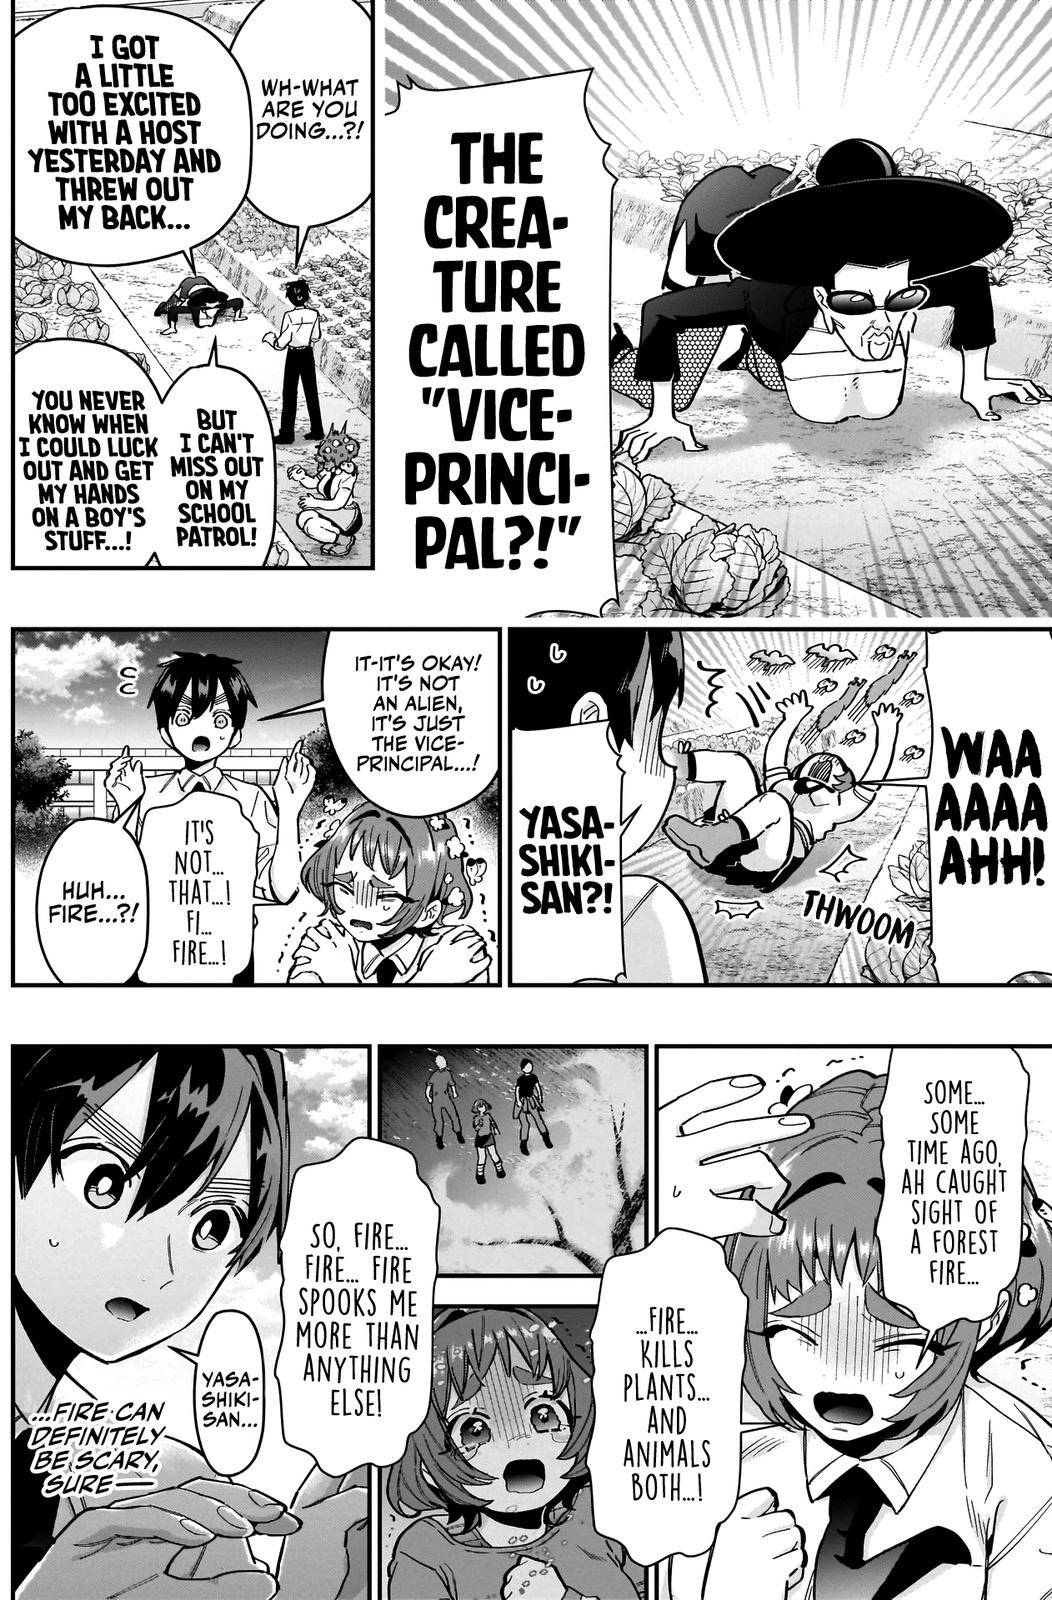 THE
CREA-
TURE
CALLED
"VICE-
PRINCI-
PAL?!"
WH-WHAT
ARE YOU
DOING...?!
I GOT
A LITTLE
TOO EXCITED
WITH A HOST
YESTERDAY AND
THREW OUT
MY BACK...
BUT
I CAN'T
MISS OUT
ON MY
SCHOOL
PATROL!
YOU NEVER
KNOW WHEN
I COULD LUCK
OUT AND GET
MY HANDS
ON A BOY'S
STUFF...!
WAA
AAAA
AHH!
THWOOM
YASA-
SHIKI-
SAN?!
IT-IT'S OKAY!
IT'S NOT
AN ALIEN,
IT'S JUST
THE VICE-
PRINCIPAL...!
IT'S
NOT...
THAT...!
FI...
FIRE...!
HUH...
FIRE...?!
SOME...
SOME
TIME AGO,
AH CAUGHT
SIGHT OF
A FOREST
FIRE...
...FIRE...
KILLS
PLANTS...
AND
ANIMALS
BOTH...!
SO, FIRE...
FIRE... FIRE
SPOOKS ME
MORE THAN
ANYTHING
ELSE!
YASA-
SHIKI-
SAN...
...FIRE CAN
DEFINITELY
BE SCARY,
SURE—